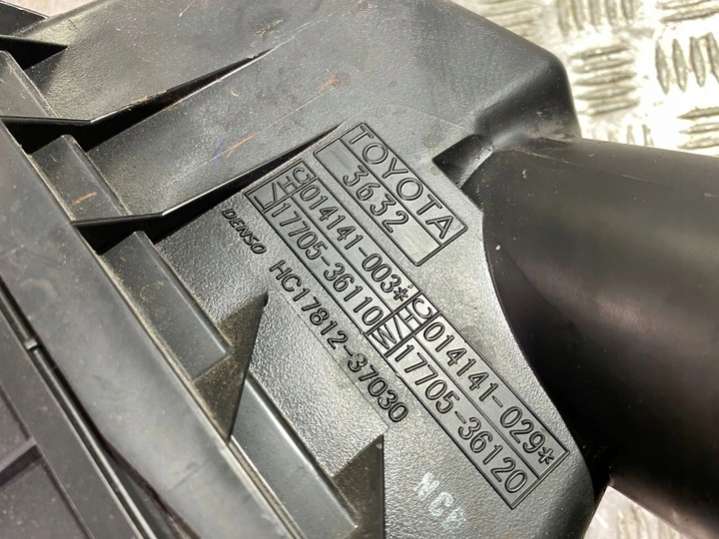 TOYOTA
3632
C/H 014141-003*
L/ 17705-36110
C/H 014141-029*
W/ 17705-36120
DENSO HC17812-37030